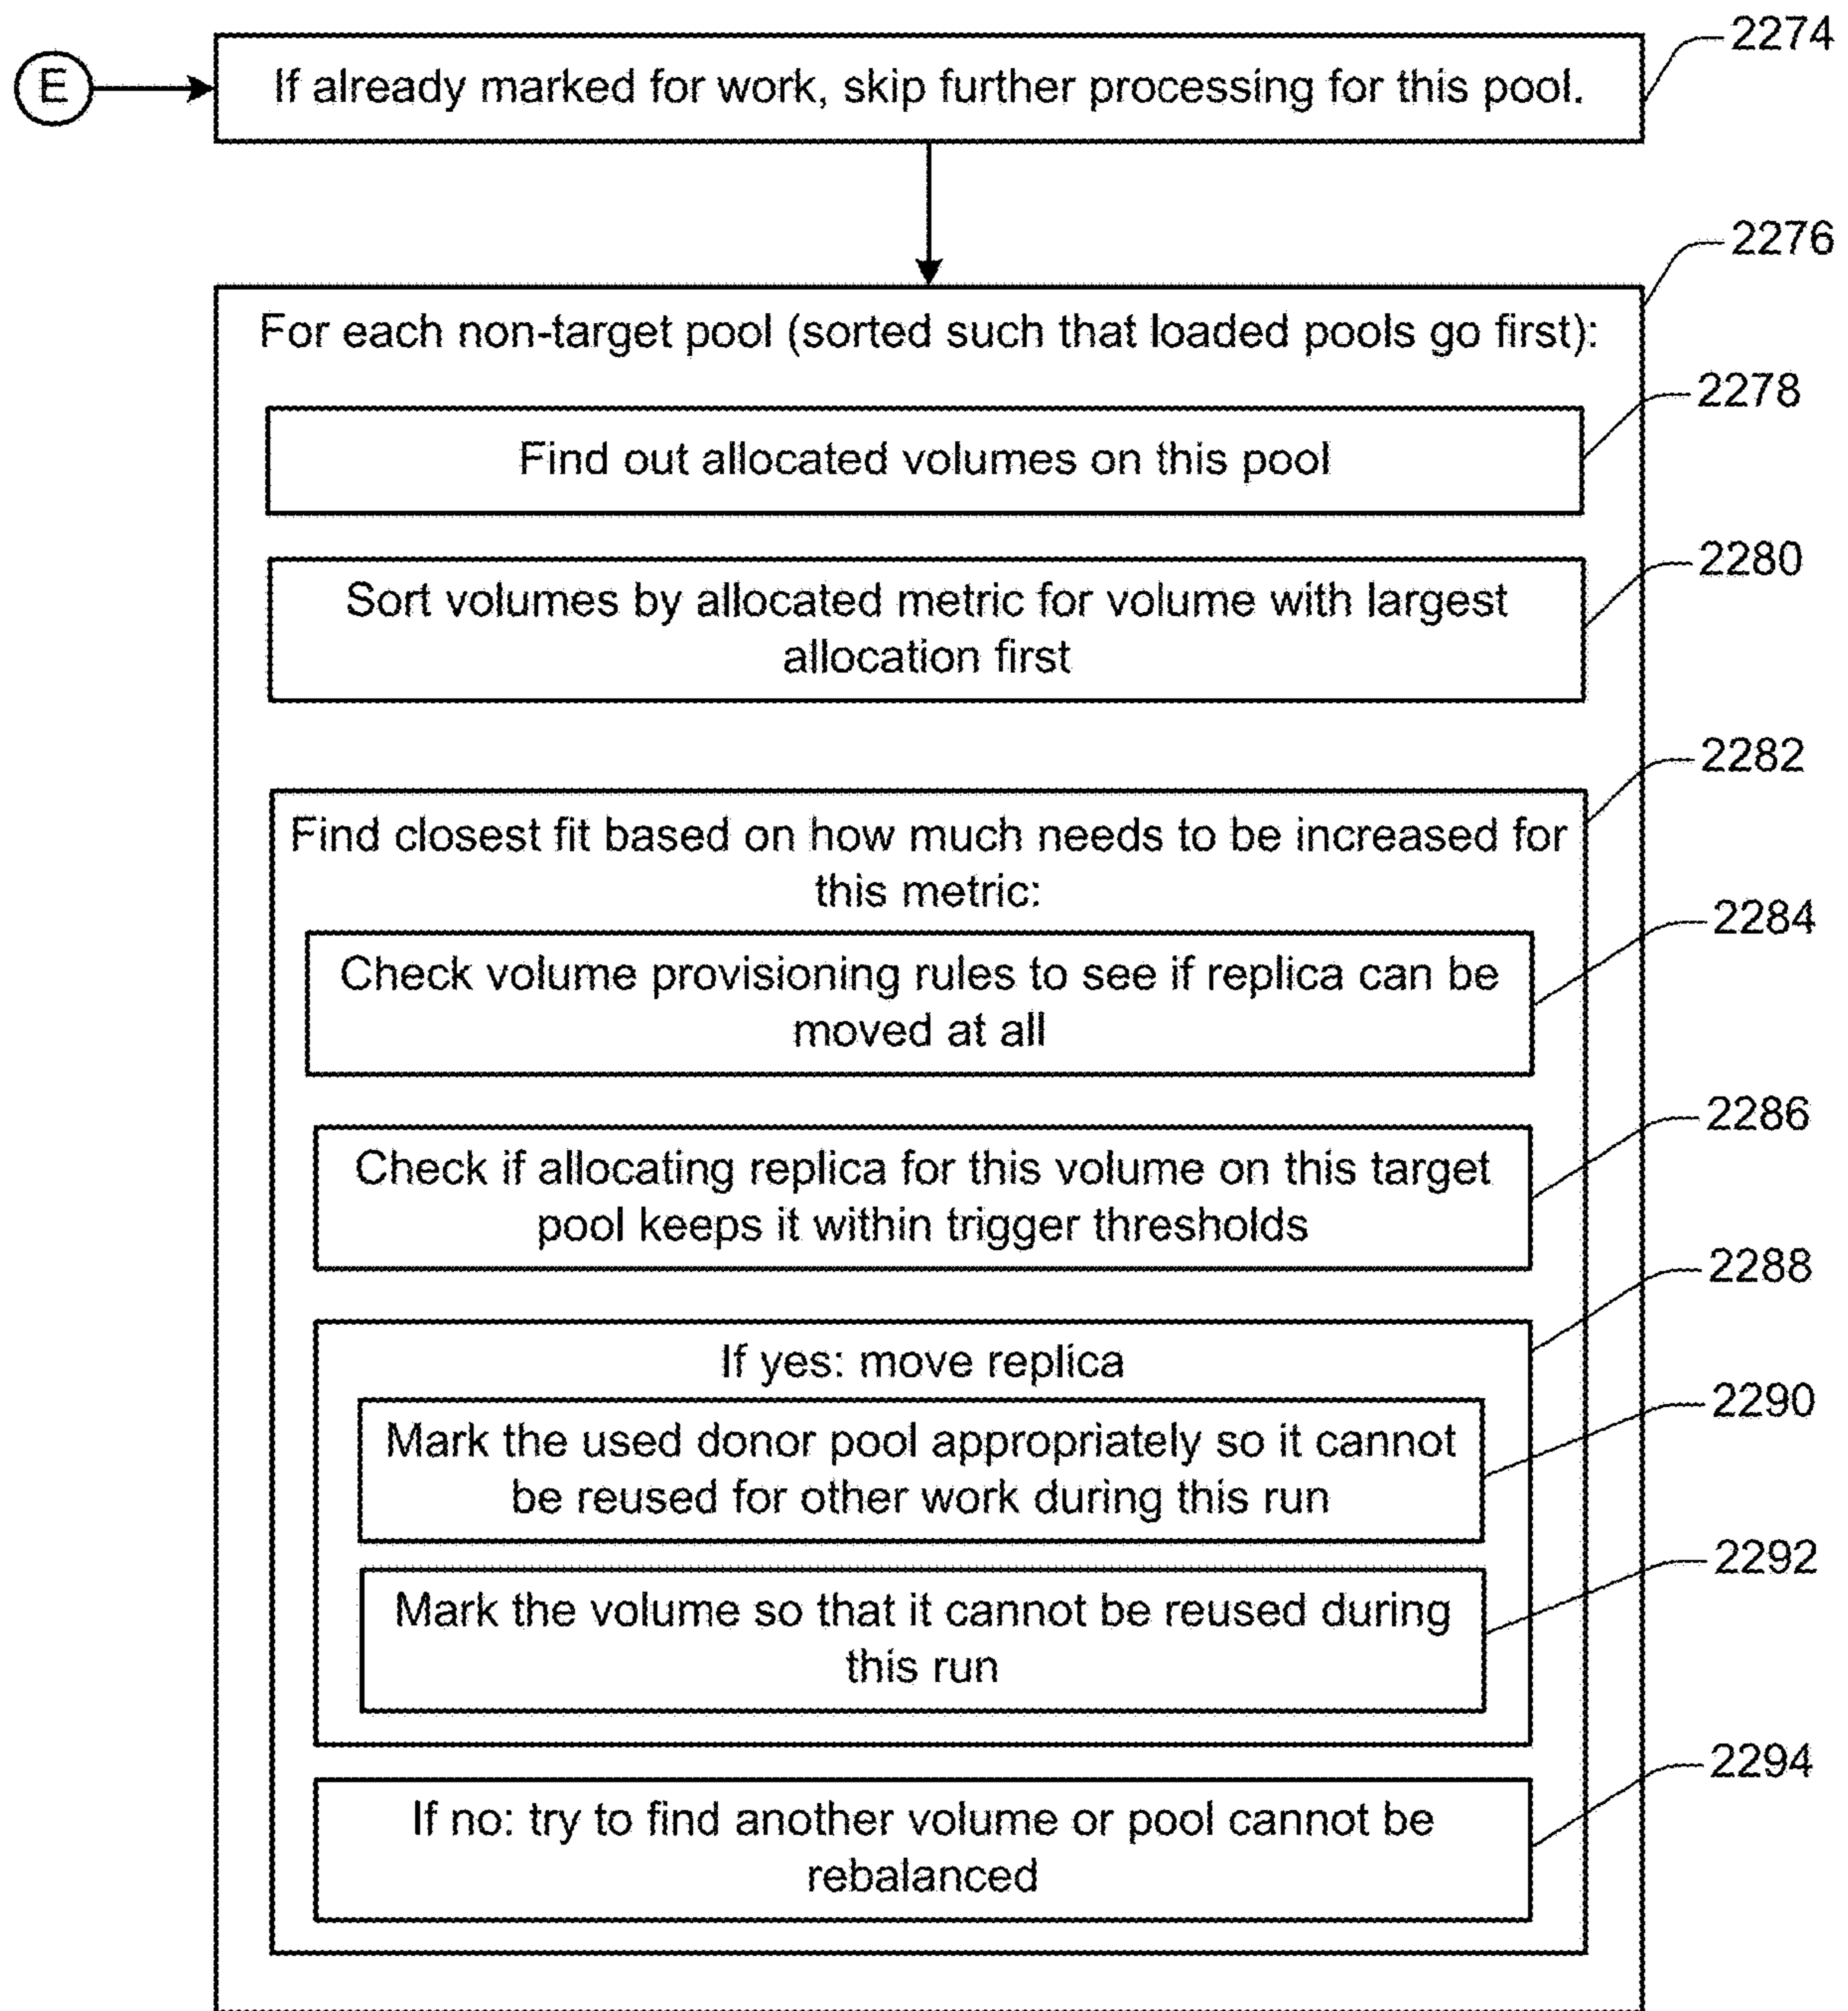 2274
E
If already marked for work, skip further processing for this pool.
2276
For each non-target pool (sorted such that loaded pools go first):
2278
Find out allocated volumes on this pool
2280
Sort volumes by allocated metric for volume with largest
allocation first
2282
Find closest fit based on how much needs to be increased for
this metric:
2284
Check volume provisioning rules to see if replica can be
moved at all
2286
Check if allocating replica for this volume on this target
pool keeps it within trigger thresholds
2288
If yes: move replica
2290
Mark the used donor pool appropriately so it cannot
be reused for other work during this run
2292
Mark the volume so that it cannot be reused during
this run
2294
If no: try to find another volume or pool cannot be
rebalanced